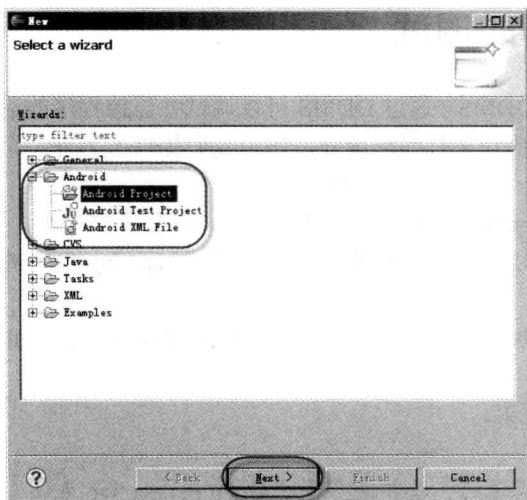 New
Select a wizard
Wizards:
type filter text
General
Android
Android Project
Android Test Project
Android XML File
CVS
Java
Tasks
XML
Examples
?
< Back
Next >
Finish
Cancel